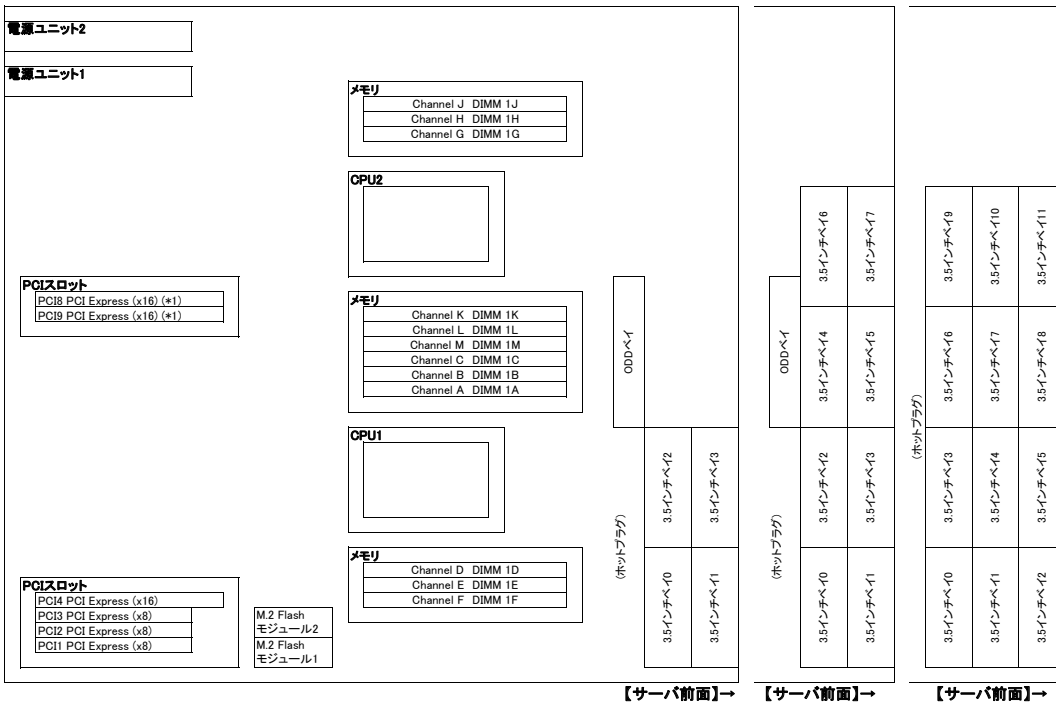 電源ユニット2
電源ユニット1
メモリ
Channel J DIMM 1J
Channel H DIMM 1H
Channel G DIMM 1G
CPU2
PCIスロット
PCI8 PCI Express (x16) (*1)
PCI9 PCI Express (x16) (*1)
メモリ
Channel K DIMM 1K
Channel L DIMM 1L
Channel M DIMM 1M
Channel C DIMM 1C
Channel B DIMM 1B
Channel A DIMM 1A
CPU1
メモリ
Channel D DIMM 1D
Channel E DIMM 1E
Channel F DIMM 1F
PCIスロット
PCI4 PCI Express (x16)
PCI3 PCI Express (x8)
PCI2 PCI Express (x8)
PCI1 PCI Express (x8)
M.2 Flash
モジュール2
M.2 Flash
モジュール1
ODDベイ
(ホットプラグ)
3.5インチベイ2
3.5インチベイ3
3.5インチベイ0
3.5インチベイ1
【サーバ前面】→
3.5インチベイ6
3.5インチベイ7
ODDベイ
3.5インチベイ4
3.5インチベイ5
(ホットプラグ)
3.5インチベイ2
3.5インチベイ3
3.5インチベイ0
3.5インチベイ1
【サーバ前面】→
3.5インチベイ9
3.5インチベイ10
3.5インチベイ11
3.5インチベイ6
3.5インチベイ7
3.5インチベイ8
(ホットプラグ)
3.5インチベイ3
3.5インチベイ4
3.5インチベイ5
3.5インチベイ0
3.5インチベイ1
3.5インチベイ2
【サーバ前面】→